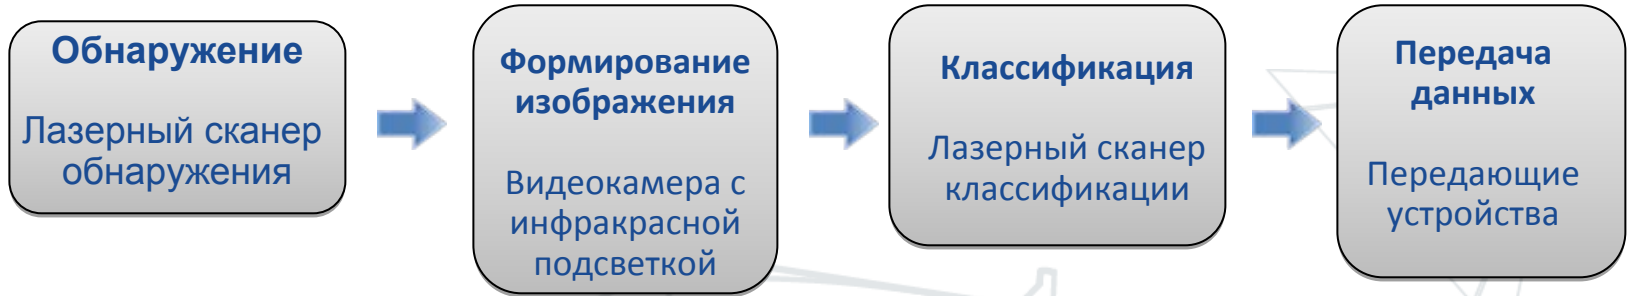 Обнаружение
Лазерный сканер
обнаружения
Формирование
изображения
Видеокамера с
инфракрасной
подсветкой
Классификация
Лазерный сканер
классификации
Передача
данных
Передающие
устройства